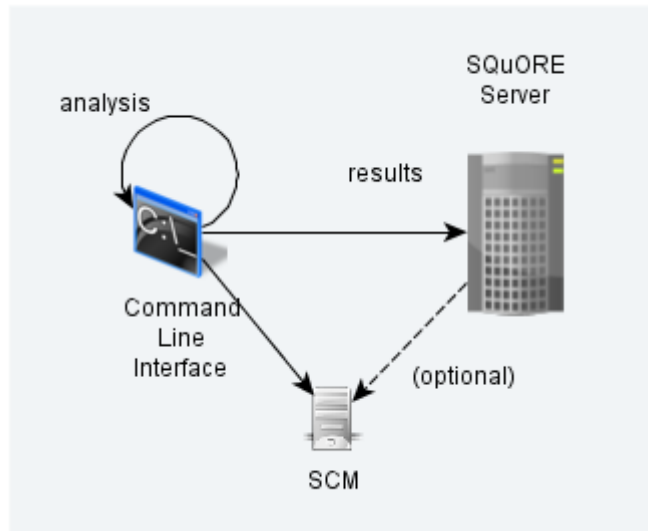 SQuORE
Server
analysis
results
C:\_
Command
Line
Interface
(optional)
SCM